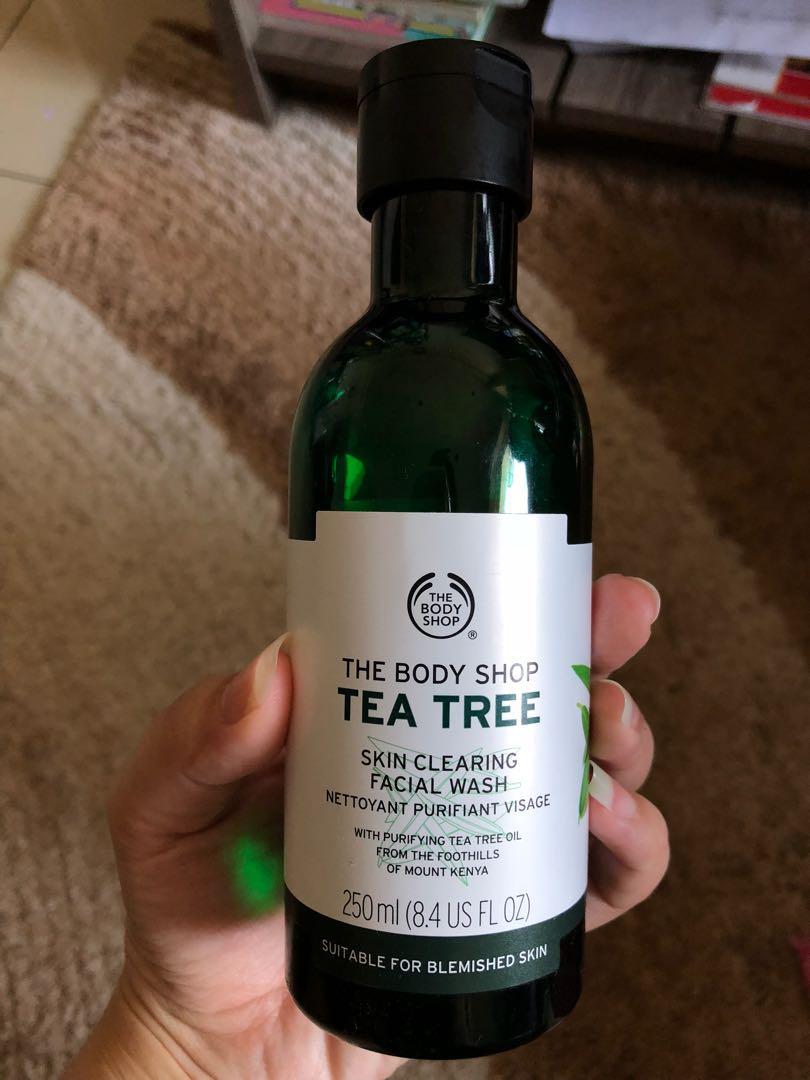 THE
BODY
SHOP
®
THE BODY SHOP
TEA TREE
SKIN CLEARING
FACIAL WASH
NETTOYANT PURIFIANT VISAGE
WITH PURIFYING TEA TREE OIL
FROM THE FOOTHILLS
OF MOUNT KENYA
250 ml (8.4 US FL OZ)
SUITABLE FOR BLEMISHED SKIN